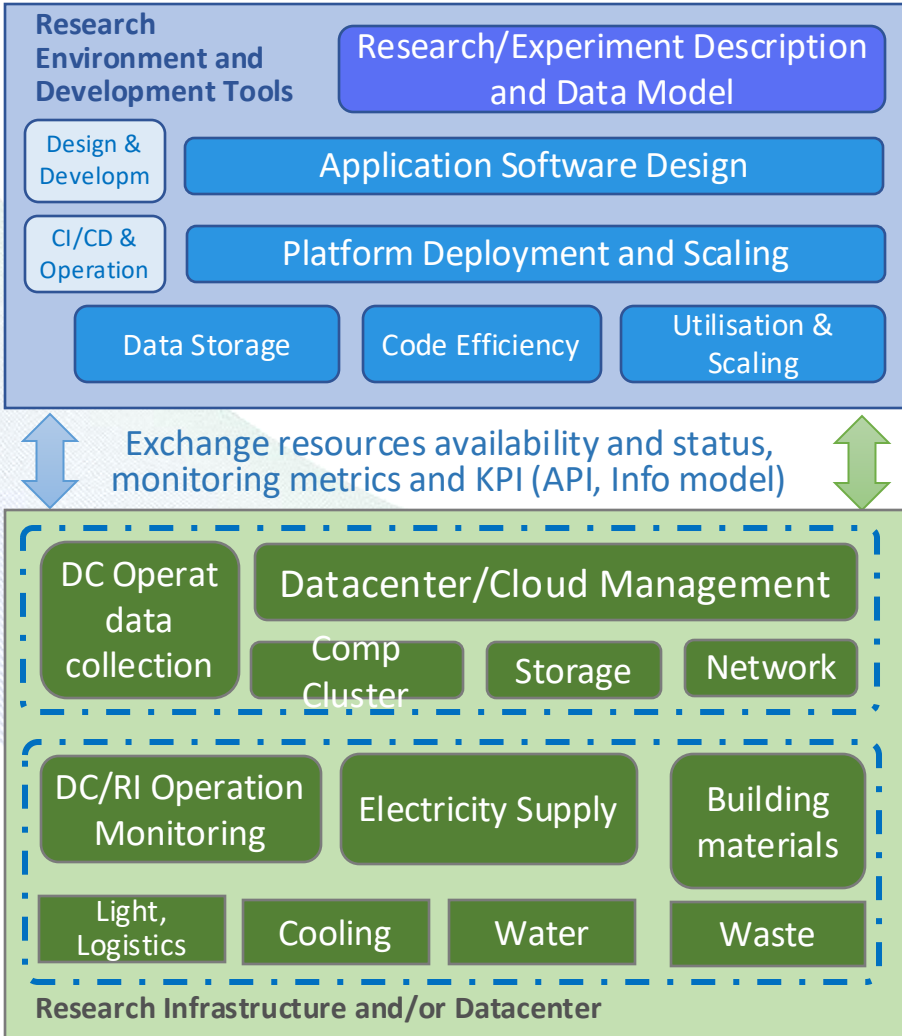 Research
Environment and
Development Tools
Research/Experiment Description
and Data Model
Design &
Developm
Application Software Design
CI/CD &
Operation
Platform Deployment and Scaling
Data Storage
Code Efficiency
Utilisation &
Scaling
Exchange resources availability and status,
monitoring metrics and KPI (API, Info model)
DC Operat
data
collection
Datacenter/Cloud Management
Comp
Cluster
Storage
Network
DC/RI Operation
Monitoring
Electricity Supply
Building
materials
Light,
Logistics
Cooling
Water
Waste
Research Infrastructure and/or Datacenter